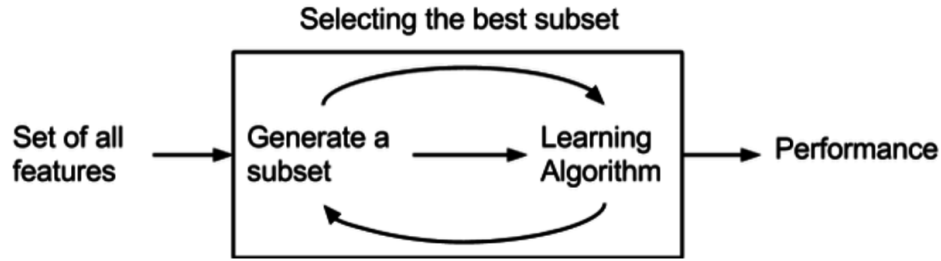 Selecting the best subset
Set of all
features
Generate a
subset
Learning
Algorithm
Performance